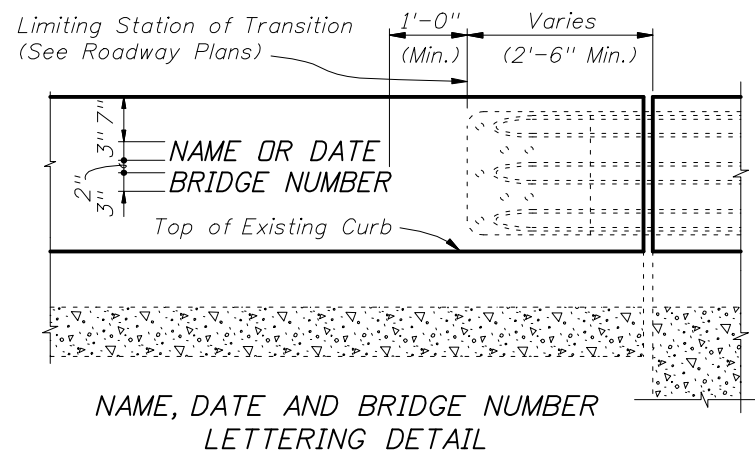 Limiting Station of Transition
(See Roadway Plans)
1'-0"
(Min.)
Varies
(2'-6" Min.)
7"
3"
2"
3"
NAME OR DATE
BRIDGE NUMBER
Top of Existing Curb
NAME, DATE AND BRIDGE NUMBER
LETTERING DETAIL